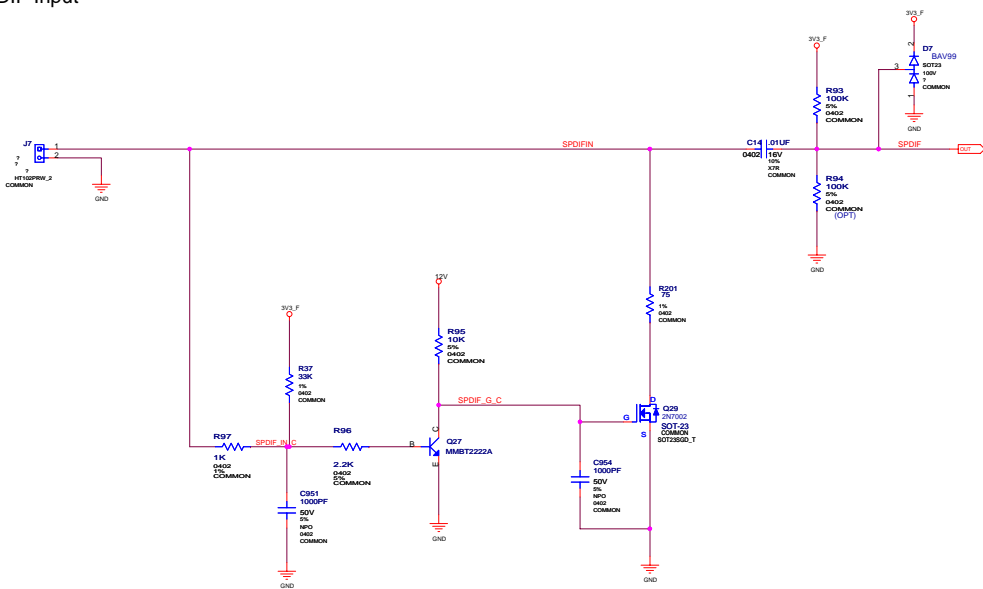 DIF Input
3V3_F
2
D7
BAV99
SOT23
100V
?
COMMON
3
1
GND
3V3_F
R93
100K
5%
0402
COMMON
J7
1
2
?
?
?
HT102PRW_2
COMMON
GND
SPDIFIN
C14 .01UF
0402 16V
10%
X7R
COMMON
SPDIF
OUT
R94
100K
5%
0402
COMMON
(OPT)
GND
12V
R95
10K
5%
0402
COMMON
3V3_F
R37
33K
1%
0402
COMMON
R201
75
1%
0402
COMMON
SPDIF_G_C
R97
1K
0402
1%
COMMON
SPDIF_IN_C
R96
2.2K
0402
5%
COMMON
B
C
E
Q27
MMBT2222A
GND
G
D
S
Q29
2N7002
SOT-23
COMMON
SOT23SGD_T
C951
1000PF
50V
5%
NPO
0402
COMMON
GND
C954
1000PF
50V
5%
NPO
0402
COMMON
GND